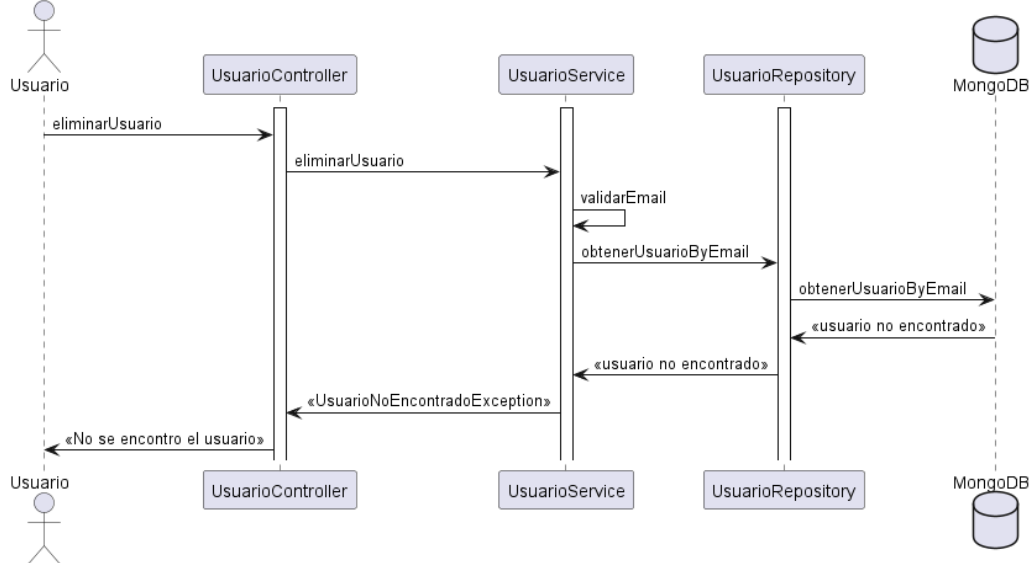 Usuario
UsuarioController
UsuarioService
UsuarioRepository
MongoDB
eliminarUsuario
eliminarUsuario
validarEmail
obtenerUsuarioByEmail
obtenerUsuarioByEmail
«usuario no encontrado»
«usuario no encontrado»
«UsuarioNoEncontradoException»
«No se encontro el usuario»
Usuario
UsuarioController
UsuarioService
UsuarioRepository
MongoDB